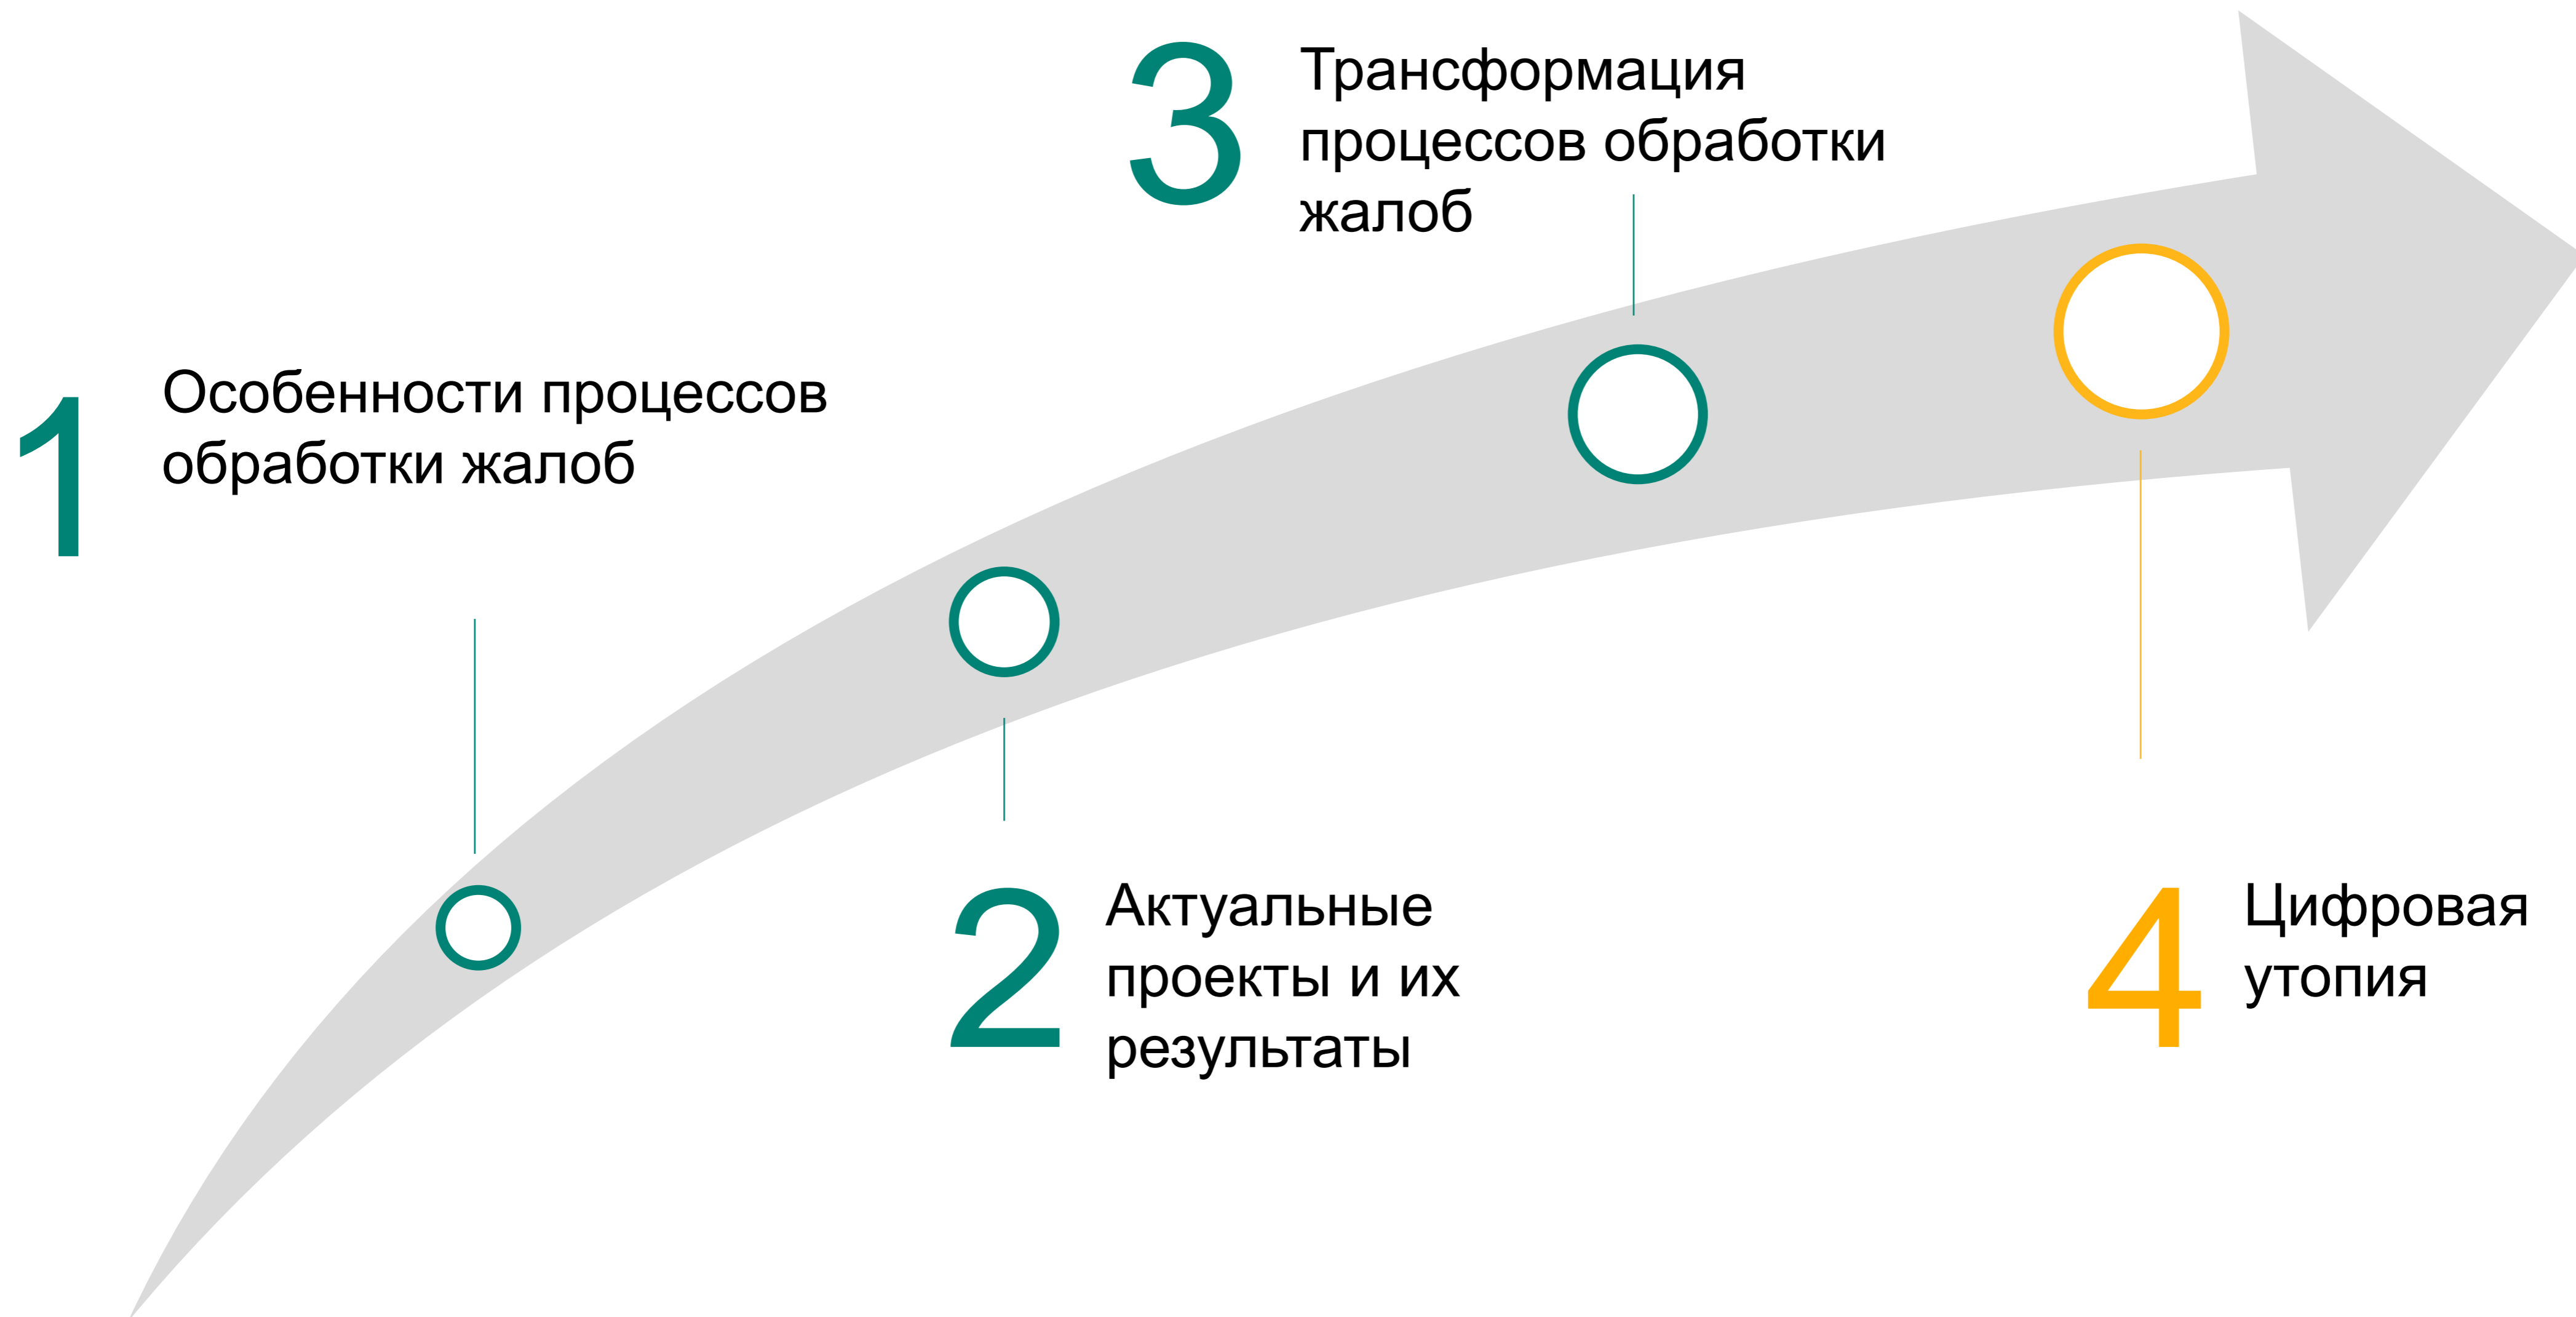 1
Особенности процессов
обработки жалоб
2
Актуальные
проекты и их
результаты
3
Трансформация
процессов обработки
жалоб
4
Цифровая
утопия